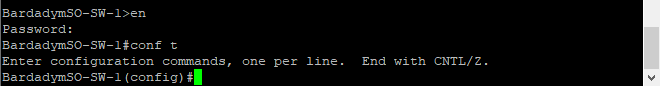 BardadymSO-SW-1>en
Password:
BardadymSO-SW-1#conf t
Enter configuration commands, one per line.  End with CNTL/Z.
BardadymSO-SW-1(config)#